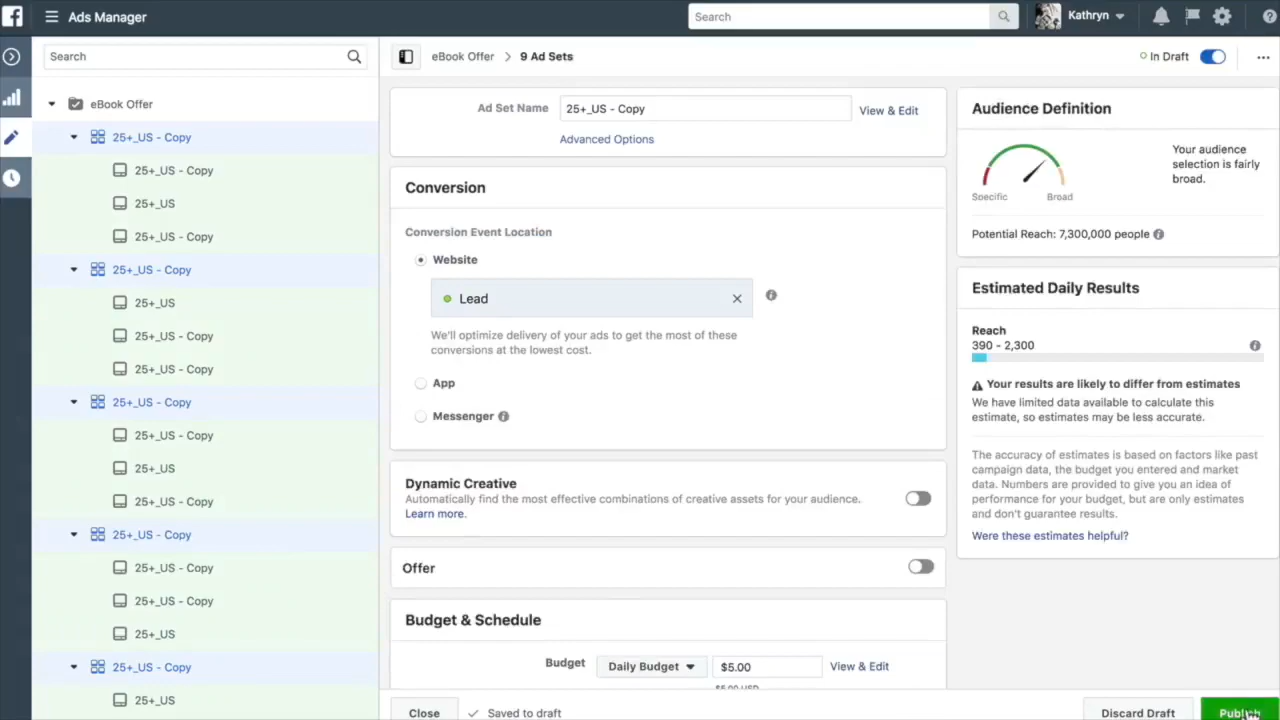 Ads Manager
Search
Kathryn
Search
eBook Offer
25+_US - Copy
25+_US - Copy
25+_US
25+_US - Copy
25+_US - Copy
25+_US
25+_US - Copy
25+_US - Copy
25+_US - Copy
25+_US - Copy
25+_US
25+_US - Copy
25+_US - Copy
25+_US - Copy
25+_US - Copy
25+_US
25+_US - Copy
25+_US
eBook Offer > 9 Ad Sets
In Draft
Ad Set Name
25+_US - Copy
View & Edit
Advanced Options
Conversion
Conversion Event Location
Website
Lead
We'll optimize delivery of your ads to get the most of these
conversions at the lowest cost.
App
Messenger
Dynamic Creative
Automatically find the most effective combinations of creative assets for your audience.
Learn more.
Offer
Budget & Schedule
Budget
Daily Budget
$5.00
View & Edit
$5.00 USD
Close
Saved to draft
Discard Draft
Publish
Audience Definition
Your audience
selection is fairly
broad.
Specific
Broad
Potential Reach: 7,300,000 people
Estimated Daily Results
Reach
390 - 2,300
Your results are likely to differ from estimates
We have limited data available to calculate this
estimate, so estimates may be less accurate.
The accuracy of estimates is based on factors like past
campaign data, the budget you entered and market
data. Numbers are provided to give you an idea of
performance for your budget, but are only estimates
and don't guarantee results.
Were these estimates helpful?